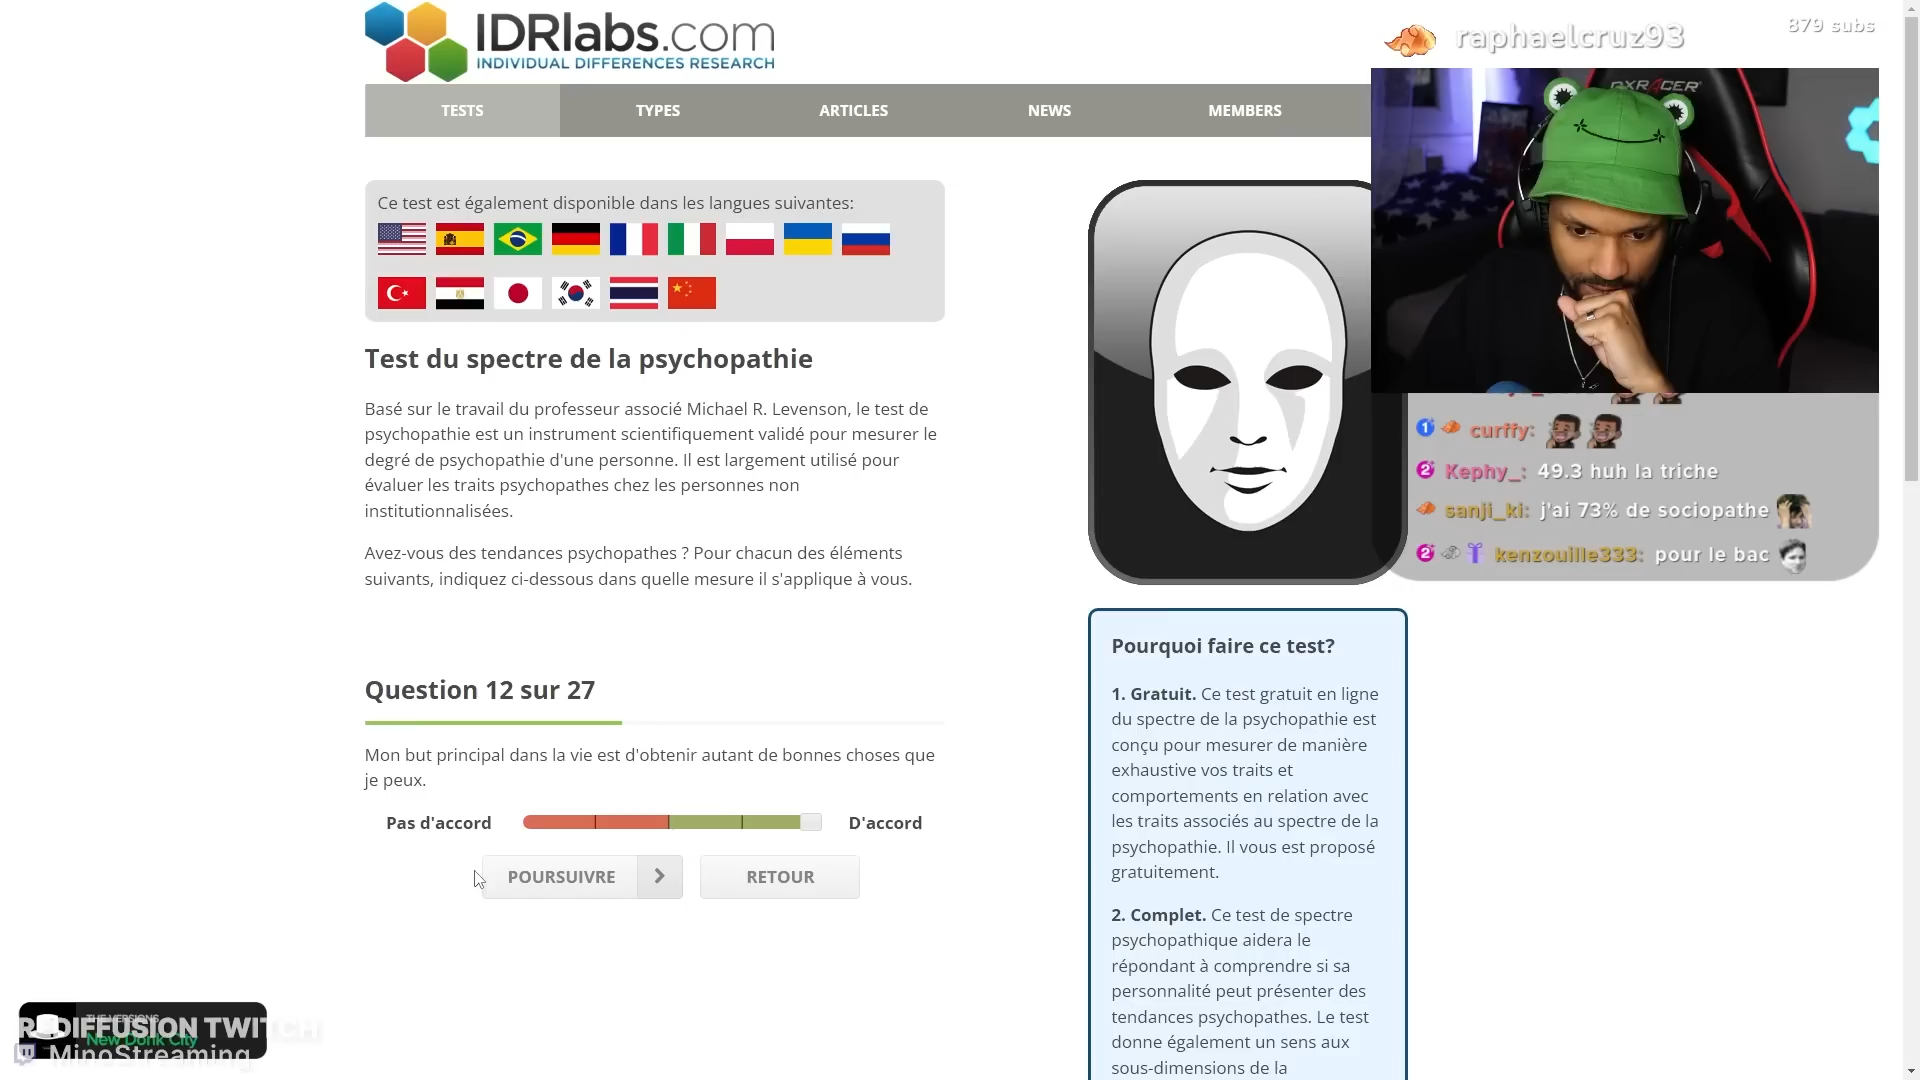 IDRlabs.com
INDIVIDUAL DIFFERENCES RESEARCH
raphaelcruz93
879 subs
TESTS
TYPES
ARTICLES
NEWS
MEMBERS
Ce test est également disponible dans les langues suivantes:
Test du spectre de la psychopathie
Basé sur le travail du professeur associé Michael R. Levenson, le test de
psychopathie est un instrument scientifiquement validé pour mesurer le
degré de psychopathie d'une personne. Il est largement utilisé pour
évaluer les traits psychopathes chez les personnes non
institutionnalisées.
Avez-vous des tendances psychopathes ? Pour chacun des éléments
suivants, indiquez ci-dessous dans quelle mesure il s'applique à vous.
curffy:
Kephy_: 49.3 huh la triche
sanji_ki: j'ai 73% de sociopathe
kenzouille333: pour le bac
Question 12 sur 27
Mon but principal dans la vie est d'obtenir autant de bonnes choses que
je peux.
Pas d'accord
D'accord
POURSUIVRE
RETOUR
Pourquoi faire ce test?
1. Gratuit. Ce test gratuit en ligne
du spectre de la psychopathie est
conçu pour mesurer de manière
exhaustive vos traits et
comportements en relation avec
les traits associés au spectre de la
psychopathie. Il vous est proposé
gratuitement.
2. Complet. Ce test de spectre
psychopathique aidera le
répondant à comprendre si sa
personnalité peut présenter des
tendances psychopathes. Le test
donne également un sens aux
sous-dimensions de la
REDIFFUSION TWITCH
New Donk City
MinoStreaming